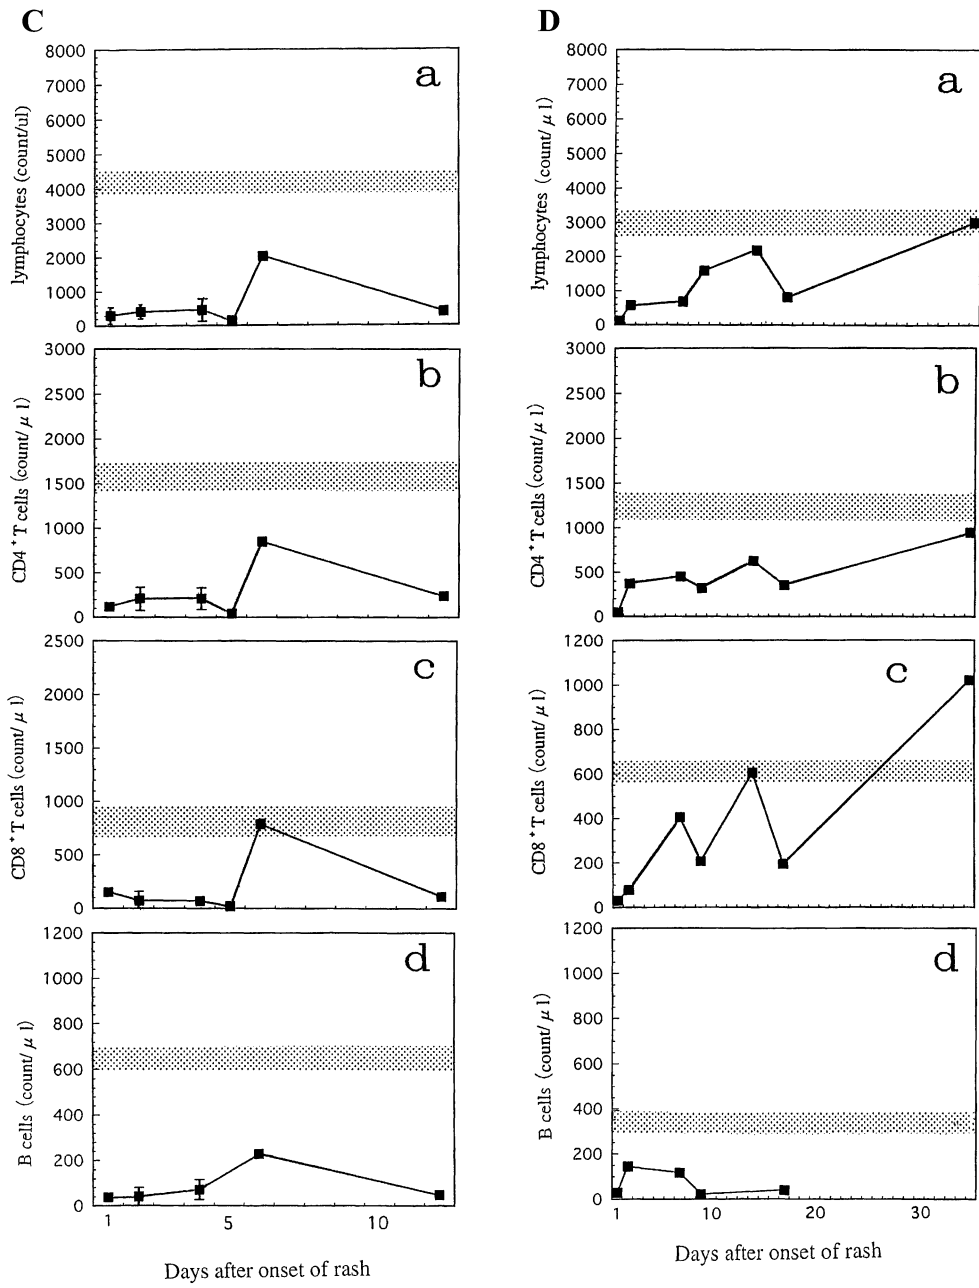 C
a
8000
7000
6000
5000
4000
3000
2000
1000
0
lymphocytes (count/ul)
b
3000
2500
2000
1500
1000
500
0
CD4⁺T cells (count/μl)
c
2500
2000
1500
1000
500
0
CD8⁺T cells (count/μl)
d
1200
1000
800
600
400
200
0
B cells (count/μl)
1 5 10
Days after onset of rash
D
a
8000
7000
6000
5000
4000
3000
2000
1000
0
lymphocytes (count/μl)
b
3000
2500
2000
1500
1000
500
0
CD4⁺T cells (count/μl)
c
1200
1000
800
600
400
200
0
CD8⁺T cells (count/μl)
d
1200
1000
800
600
400
200
0
B cells (count/μl)
1 10 20 30
Days after onset of rash